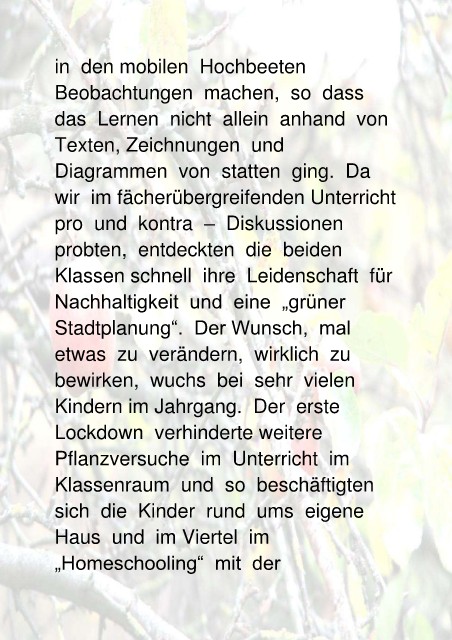 in den mobilen Hochbeeten
Beobachtungen machen, so dass
das Lernen nicht allein anhand von
Texten, Zeichnungen und
Diagrammen von statten ging. Da
wir im fächerübergreifenden Unterricht
pro und kontra – Diskussionen
probten, entdeckten die beiden
Klassen schnell ihre Leidenschaft für
Nachhaltigkeit und eine „grüner
Stadtplanung“. Der Wunsch, mal
etwas zu verändern, wirklich zu
bewirken, wuchs bei sehr vielen
Kindern im Jahrgang. Der erste
Lockdown verhinderte weitere
Pflanzversuche im Unterricht im
Klassenraum und so beschäftigten
sich die Kinder rund ums eigene
Haus und im Viertel im
„Homeschooling“ mit der